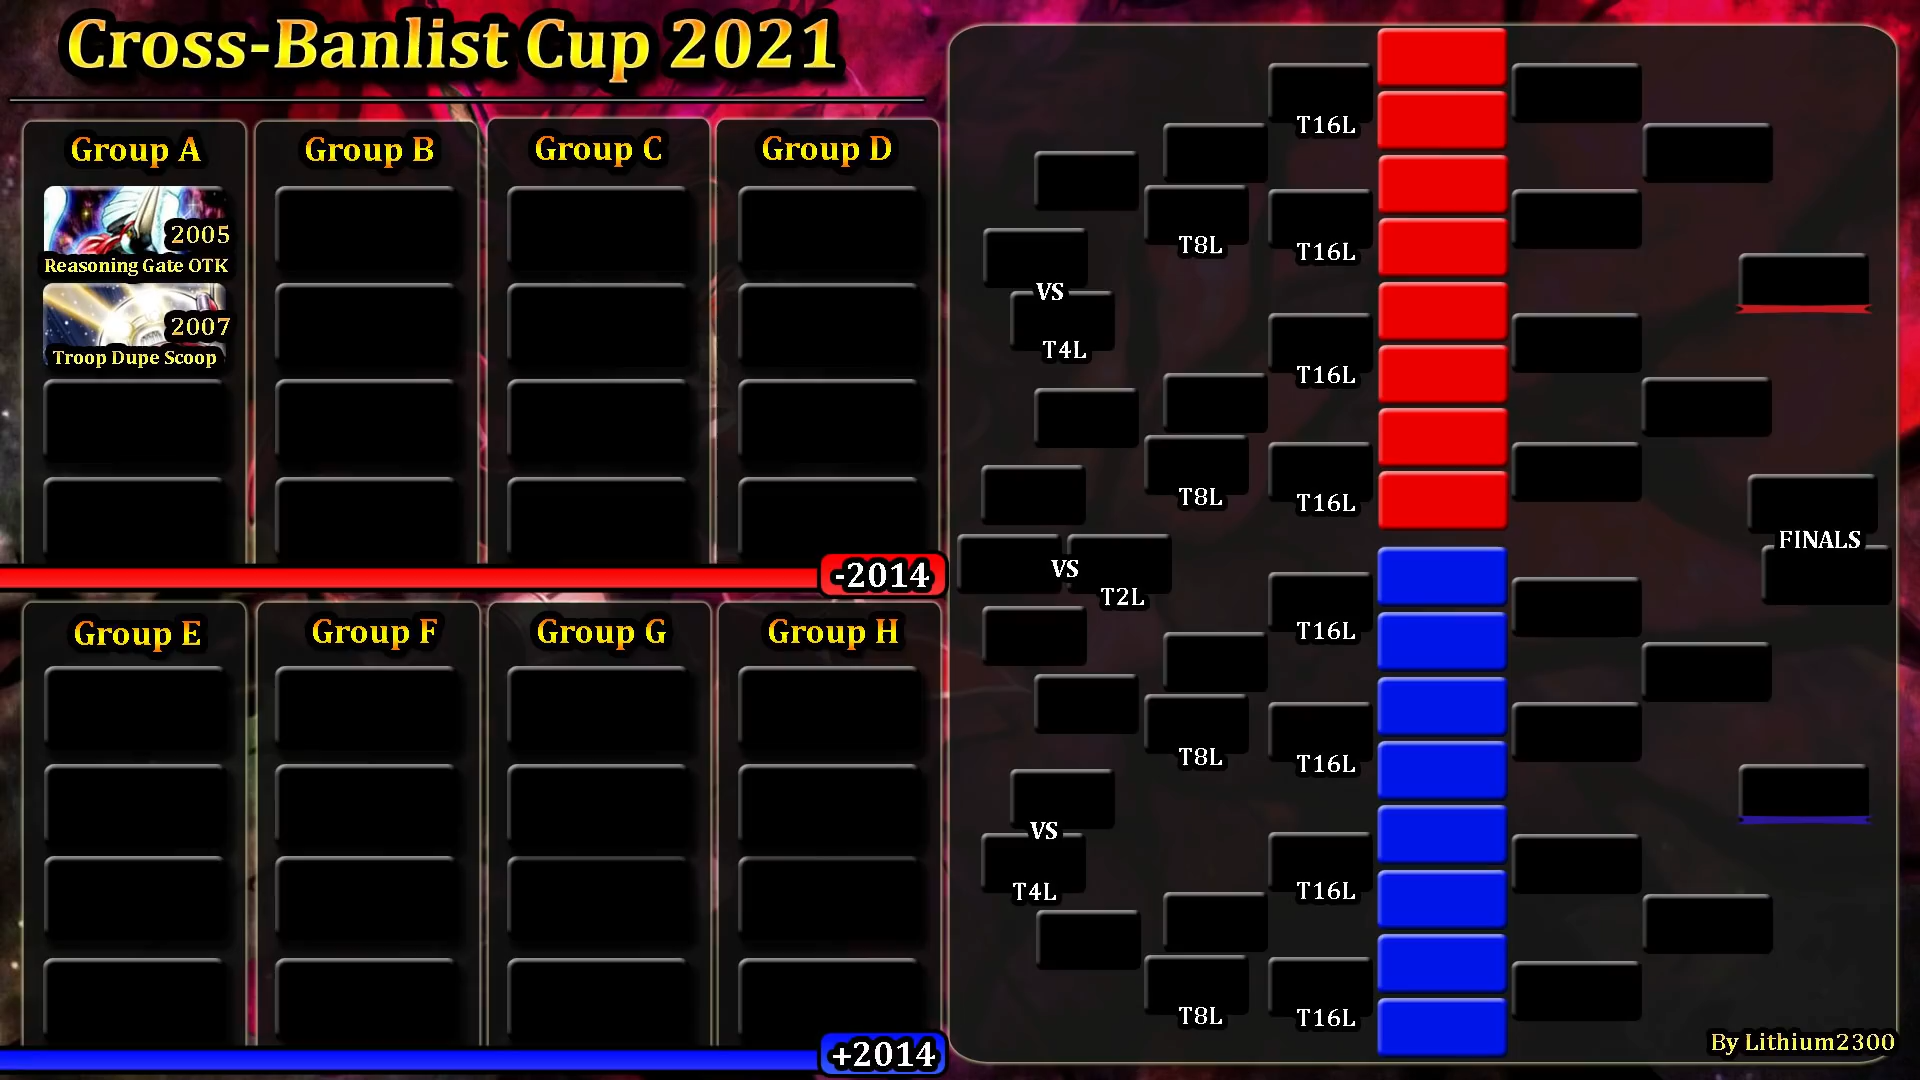 Cross-Banlist Cup 2021
Group A
Group B
Group C
Group D
2005
Reasoning Gate OTK
2007
Troop Dupe Scoop
-2014
Group E
Group F
Group G
Group H
+2014
T16L
T8L
T16L
VS
T4L
T16L
T8L
T16L
VS
T2L
T16L
T8L
T16L
VS
T4L
T16L
T8L
T16L
FINALS
By Lithium2300